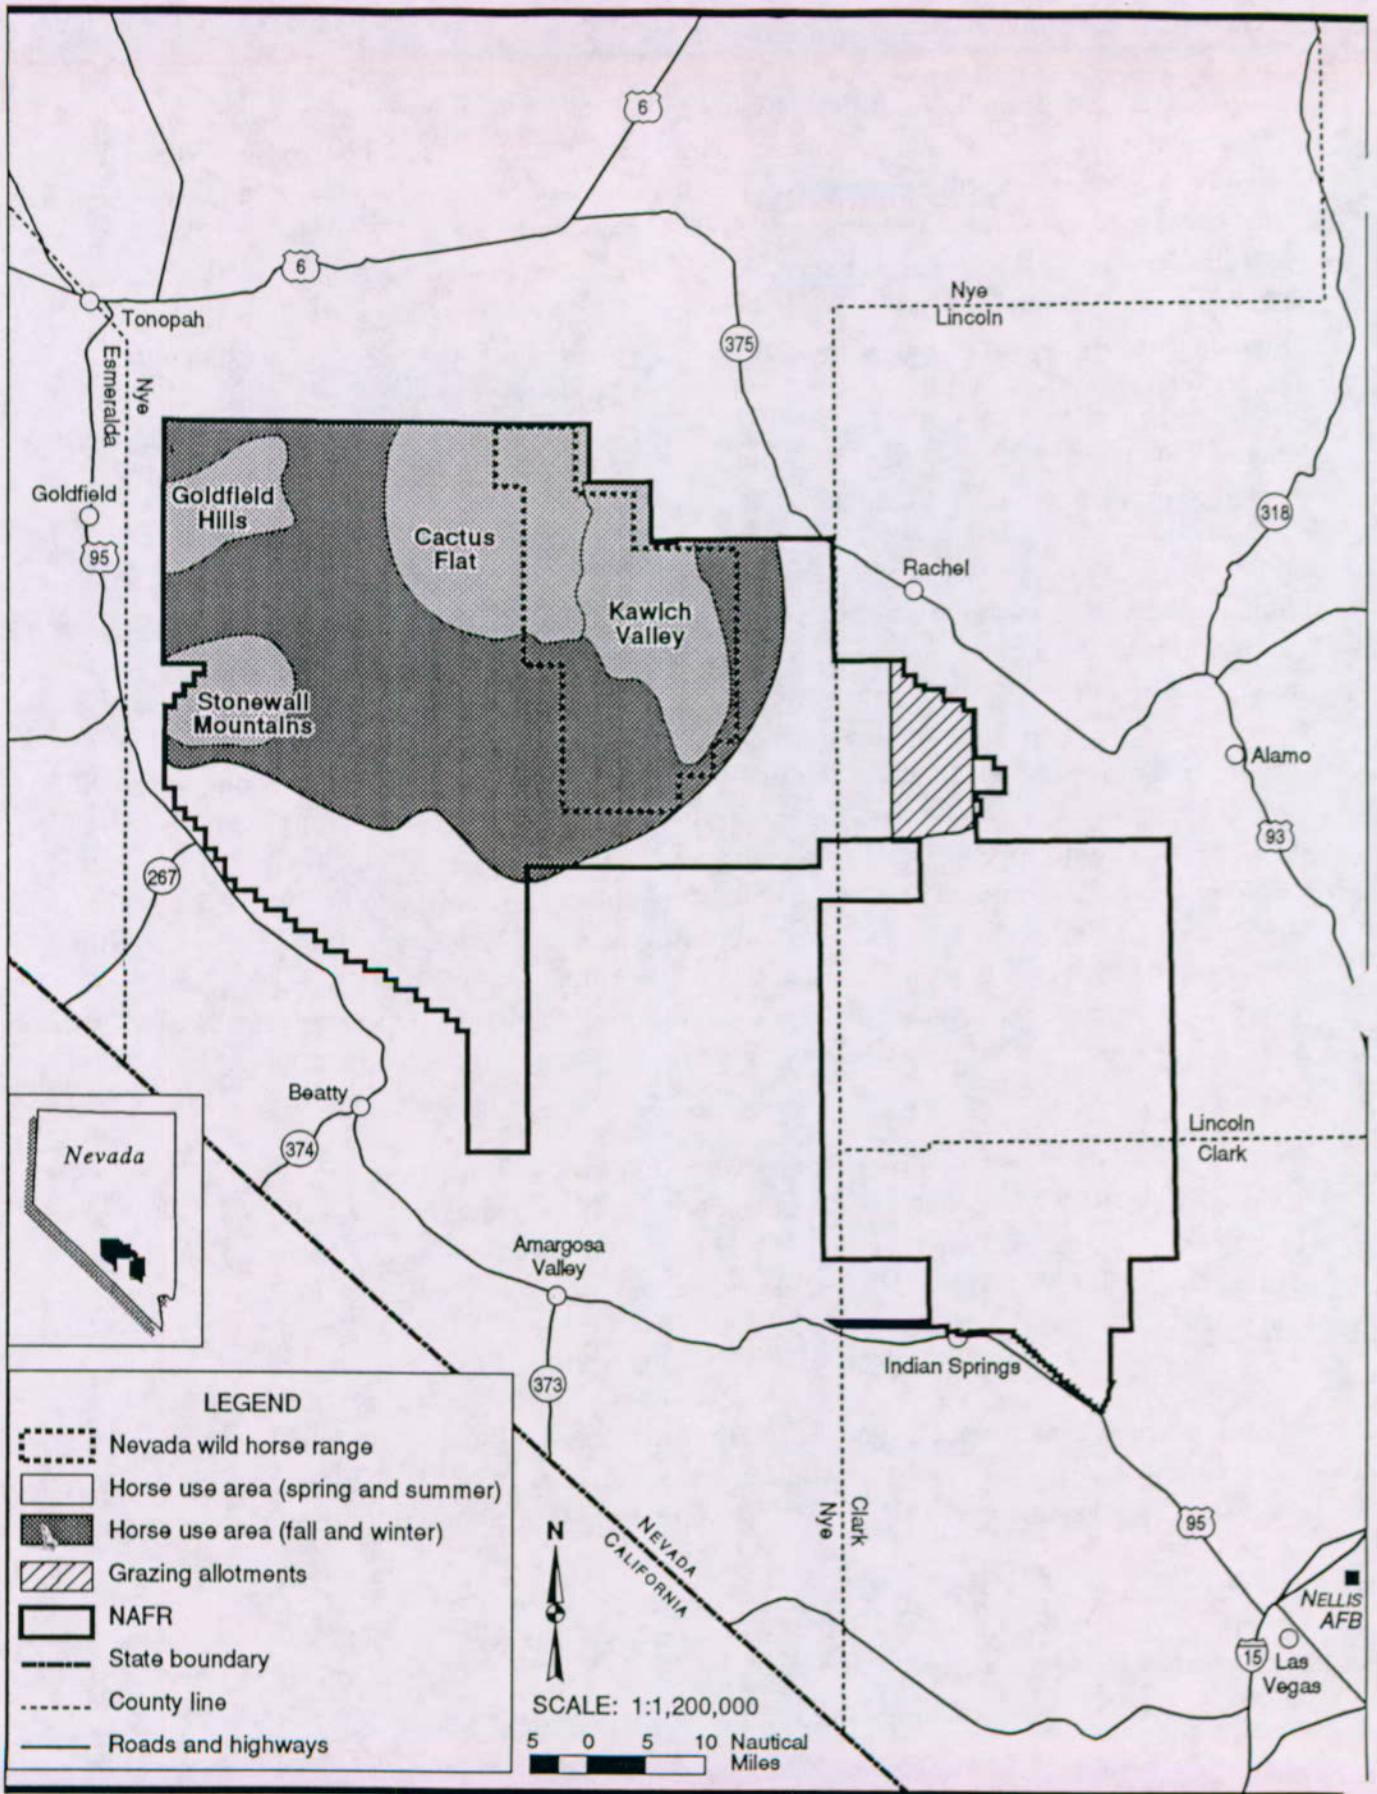 6
6
Nye
Lincoln
Tonopah
375
Esmeralda
Nye
Goldfield
Goldfield
Hills
318
Cactus
Flat
95
Rachel
Kawich
Valley
Stonewall
Mountains
Alamo
93
267
Beatty
374
Lincoln
Clark
Nevada
Amargosa
Valley
Indian Springs
373
LEGEND
Nevada wild horse range
Horse use area (spring and summer)
Horse use area (fall and winter)
Grazing allotments
NAFR
State boundary
County line
Roads and highways
N
NEVADA
CALIFORNIA
Nye
Clark
95
NELLIS
AFB
15
Las
Vegas
SCALE: 1:1,200,000
5 0 5 10 Nautical
Miles